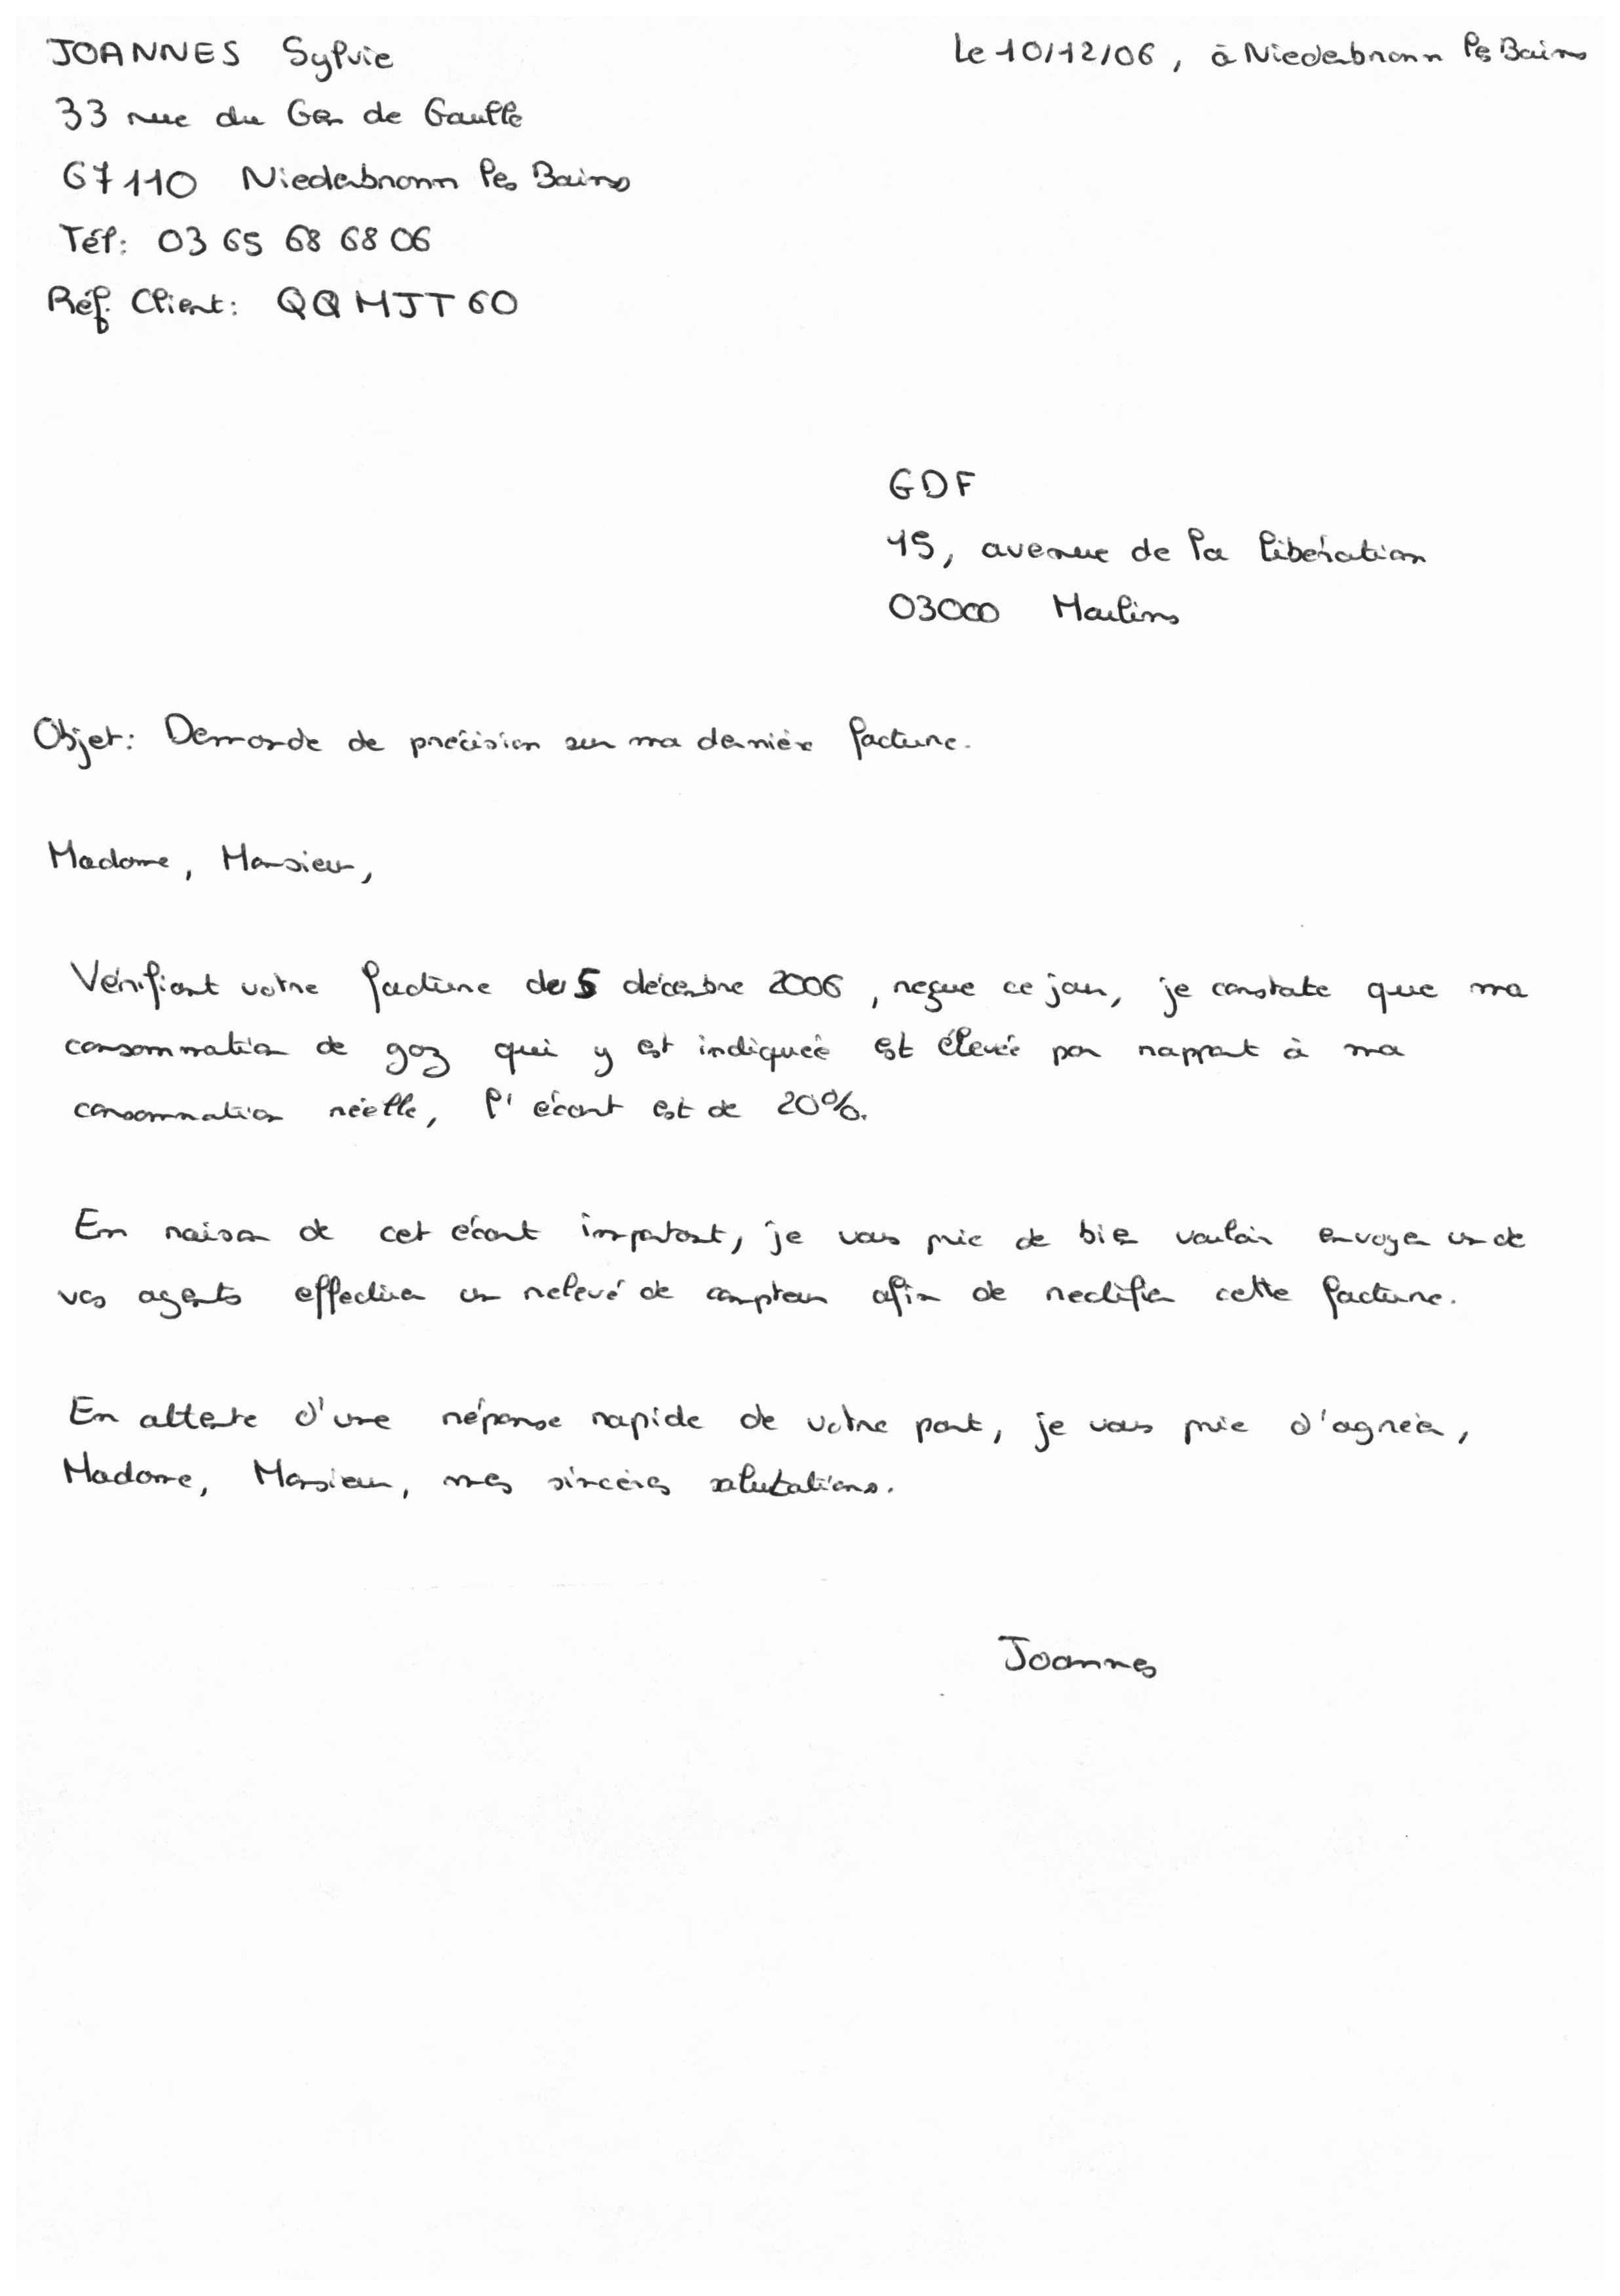 JOANNES Sylvie
Le 10/12/06, à Niederbronn les Bains
33 rue du Gen de Gaulle
67110 Niederbronn les Bains
Tél: 03 65 68 68 06
Réf. Client: QQMJT60
GDF
15, avenue de la libération
03000 Moulins
Objet: Demande de précision sur ma dernière facture.
Madame, Monsieur,
Vérifiant votre facture du 5 décembre 2006, reçue ce jour, je constate que ma
consommation de gaz qui y est indiquée est élevée par rapport à ma
consommation réelle, l'écart est de 20%.
En raison de cet écart important, je vous prie de bien vouloir envoyer un de
vos agents effectuer un relevé de compteur afin de rectifier cette facture.
En attente d'une réponse rapide de votre part, je vous prie d'agréer,
Madame, Monsieur, mes sincères salutations.
Joannes